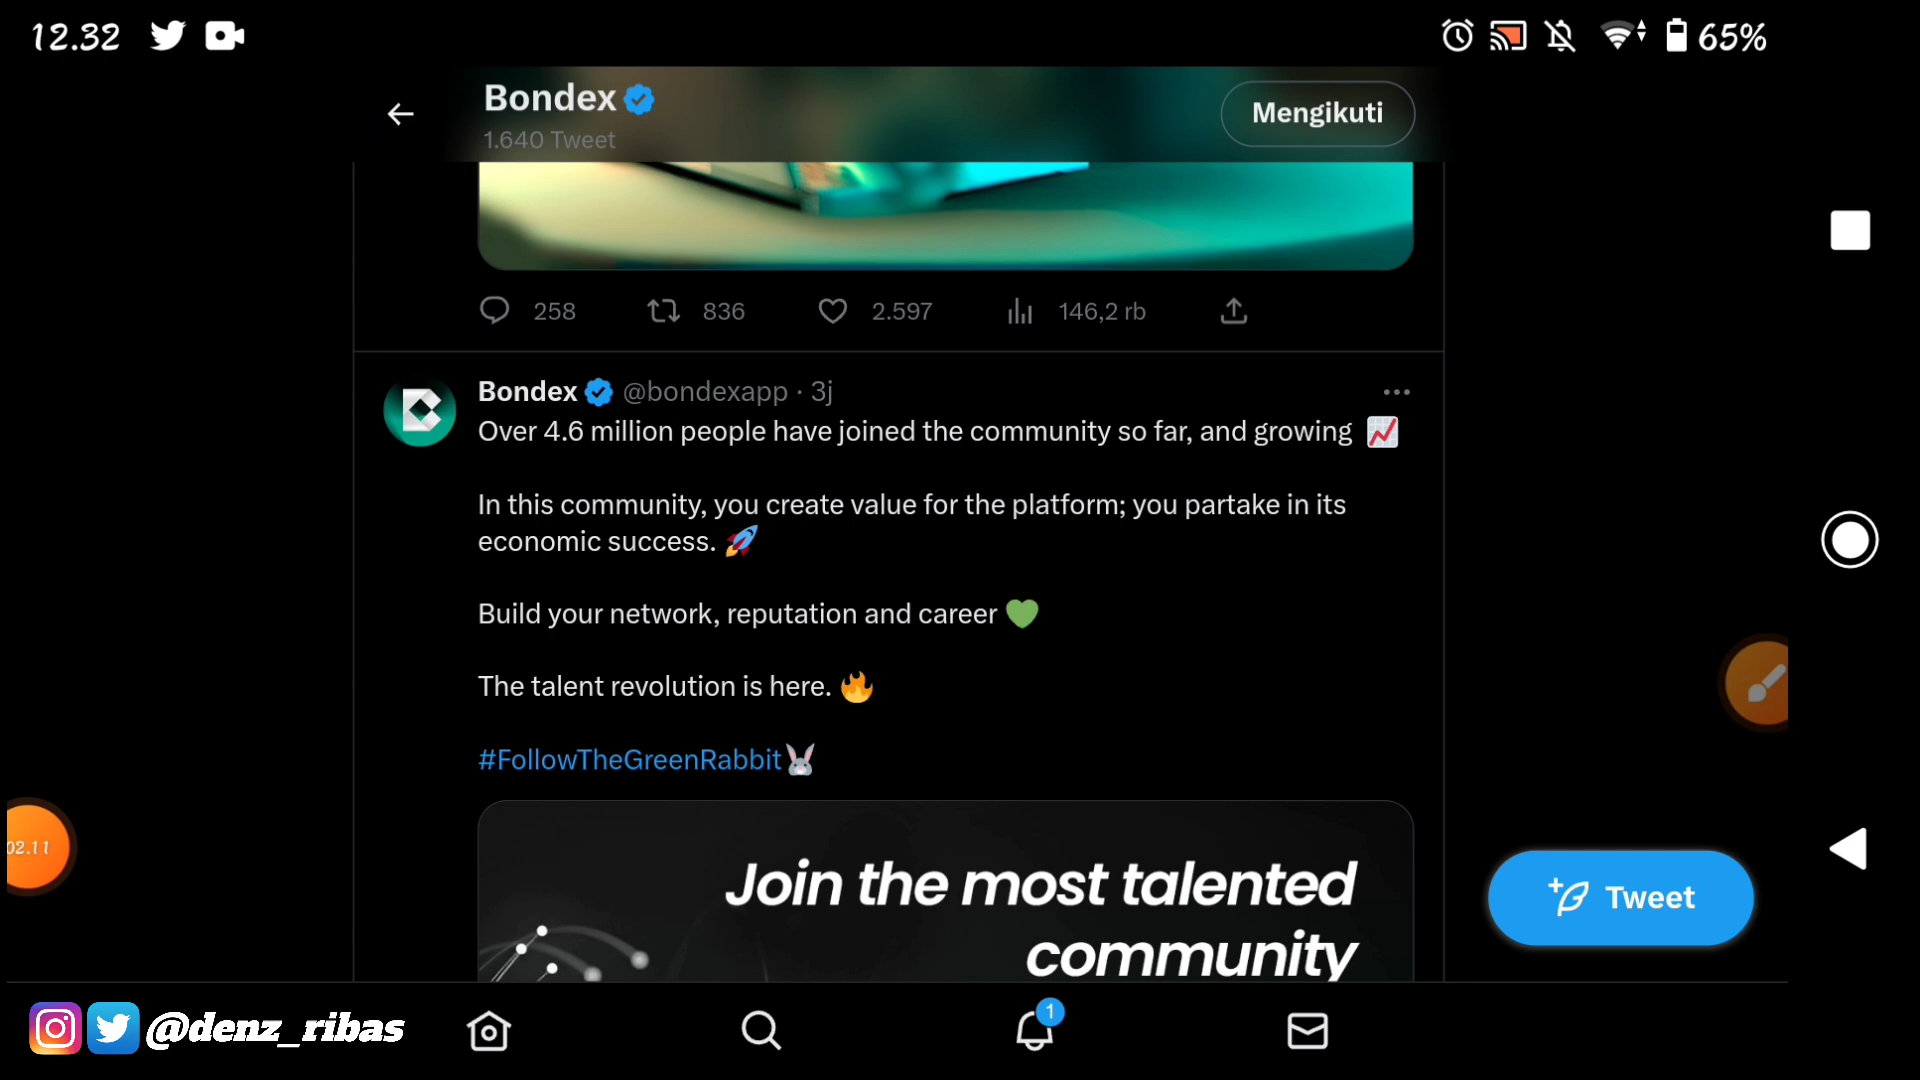 12.32
65%
Bondex
1.640 Tweet
Mengikuti
258
836
2.597
146,2 rb
Bondex @bondexapp · 3j
Over 4.6 million people have joined the community so far, and growing 📈
In this community, you create value for the platform; you partake in its
economic success. 🚀
Build your network, reputation and career 💚
The talent revolution is here. 🔥
#FollowTheGreenRabbit🐰
02.11
Join the most talented
community
Tweet
@denz_ribas
1